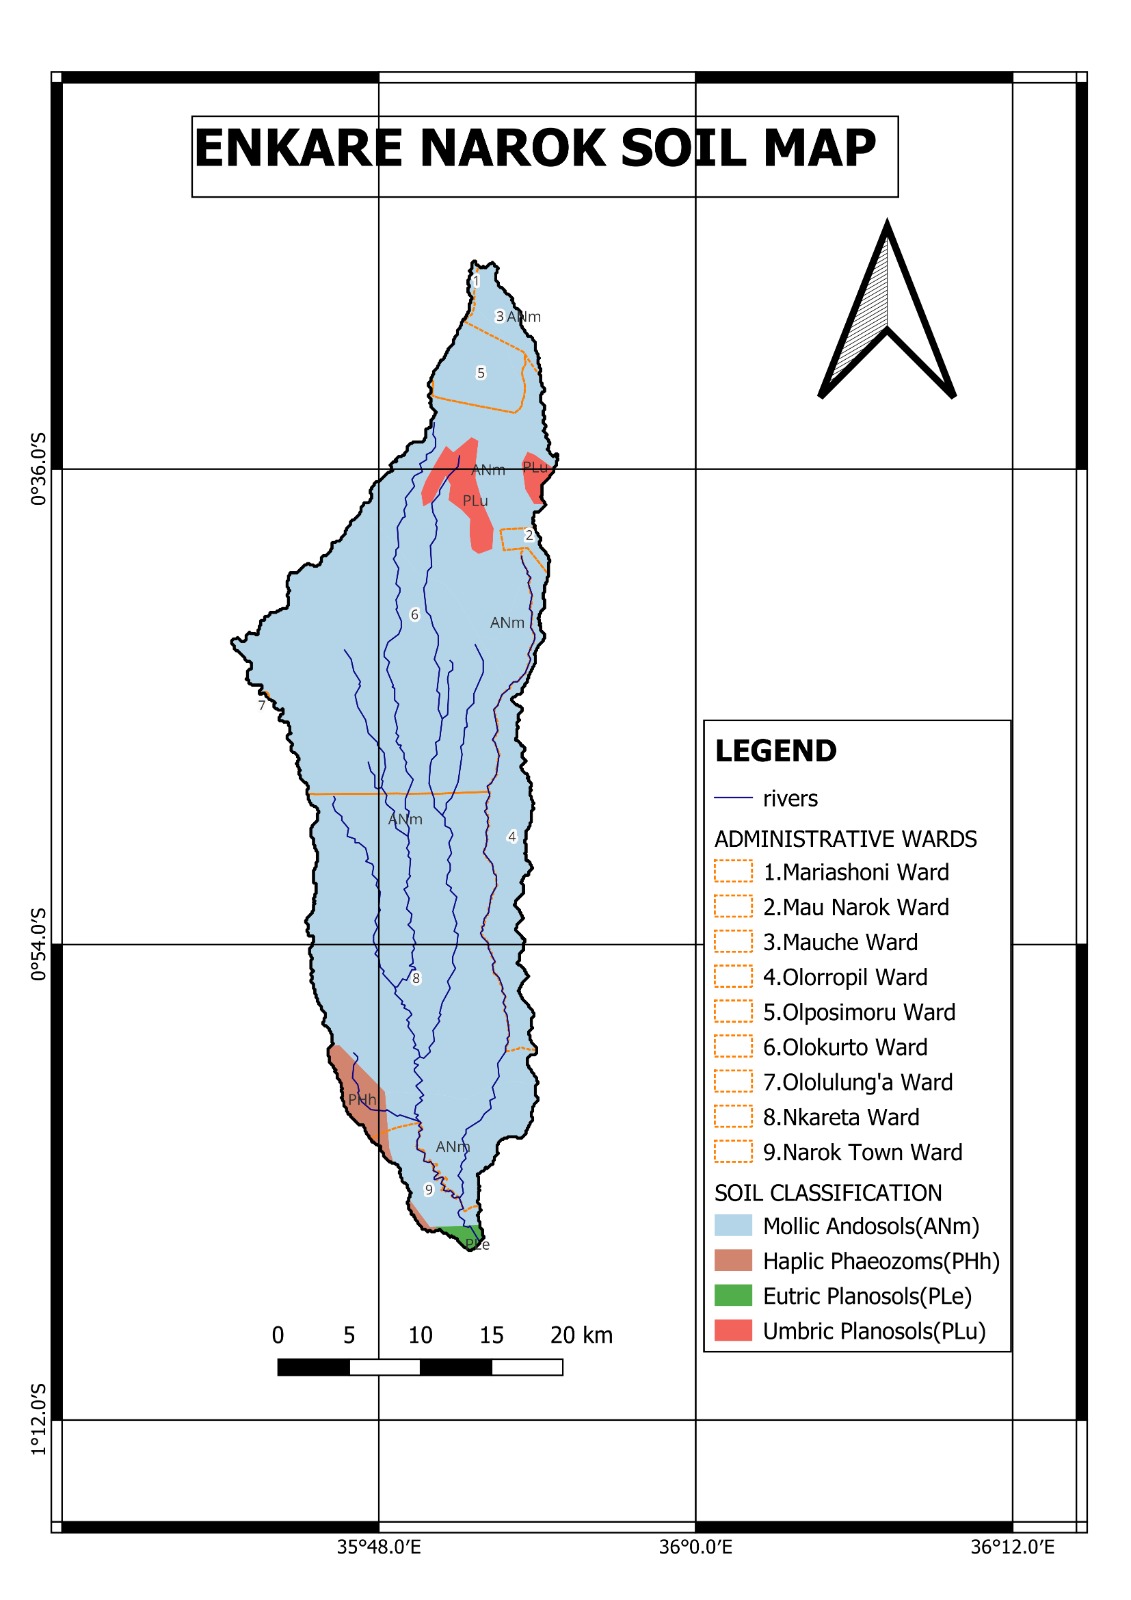 ENKARE NAROK SOIL MAP
1
3 ANm
5
0°36.0'S
ANm
PLu
PLu
2
6
ANm
7
ANm
4
0°54.0'S
8
PHh
ANm
9
PLe
LEGEND
rivers
ADMINISTRATIVE WARDS
1.Mariashoni Ward
2.Mau Narok Ward
3.Mauche Ward
4.Olorropil Ward
5.Olposimoru Ward
6.Olokurto Ward
7.Ololulung'a Ward
8.Nkareta Ward
9.Narok Town Ward
SOIL CLASSIFICATION
Mollic Andosols(ANm)
Haplic Phaeozoms(PHh)
Eutric Planosols(PLe)
Umbric Planosols(PLu)
0 5 10 15 20 km
1°12.0'S
35°48.0'E 36°0.0'E 36°12.0'E